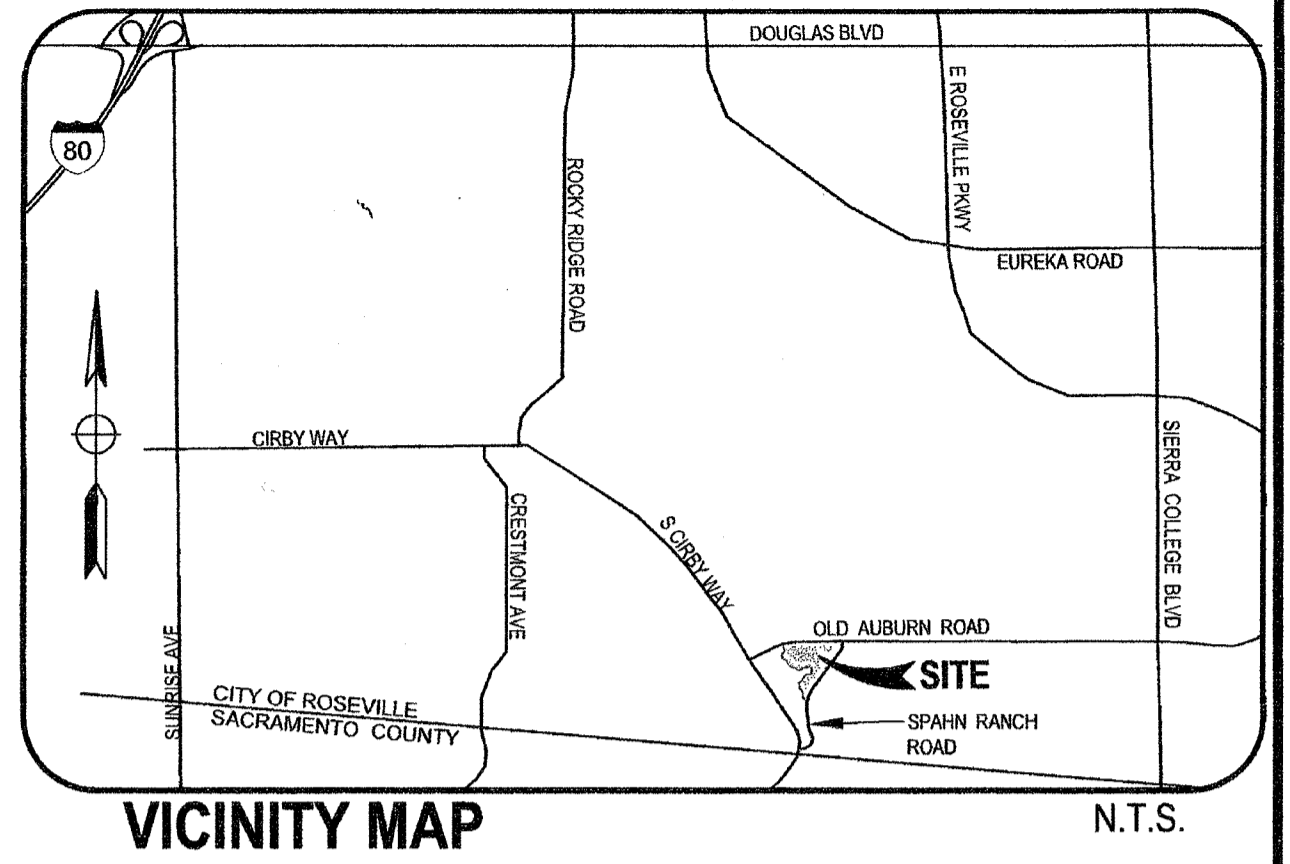 DOUGLAS BLVD
80
E ROSEVILLE PKWY
ROCKY RIDGE ROAD
EUREKA ROAD
CIRBY WAY
CRESTMONT AVE
S CIRBY WAY
SIERRA COLLEGE BLVD
OLD AUBURN ROAD
SITE
SUNRISE AVE
CITY OF ROSEVILLE
SACRAMENTO COUNTY
SPAHN RANCH
ROAD
VICINITY MAP
N.T.S.